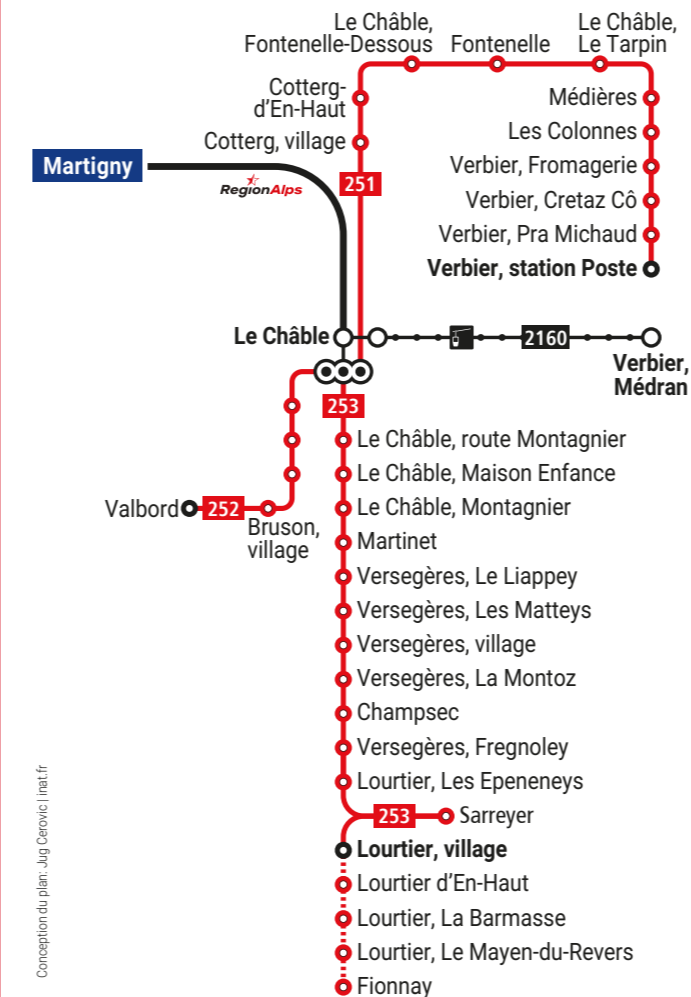 Le Châble,
Fontenelle-Dessous
Fontenelle
Le Châble,
Le Tarpin
Cotterg-
d'En-Haut
Cotterg, village
Médières
Les Colonnes
Verbier, Fromagerie
Verbier, Cretaz Cô
Verbier, Pra Michaud
Verbier, station Poste
Martigny
RegionAlps
251
Le Châble
2160
Verbier,
Médran
253
Le Châble, route Montagnier
Le Châble, Maison Enfance
Le Châble, Montagnier
Valbord
252
Bruson,
village
Martinet
Versegères, Le Liappey
Versegères, Les Matteys
Versegères, village
Versegères, La Montoz
Champsec
Versegères, Fregnoley
Lourtier, Les Epeneneys
253
Sarreyer
Lourtier, village
Lourtier d'En-Haut
Lourtier, La Barmasse
Lourtier, Le Mayen-du-Revers
Fionnay
Conception du plan: Jug Cerovic | inat.fr